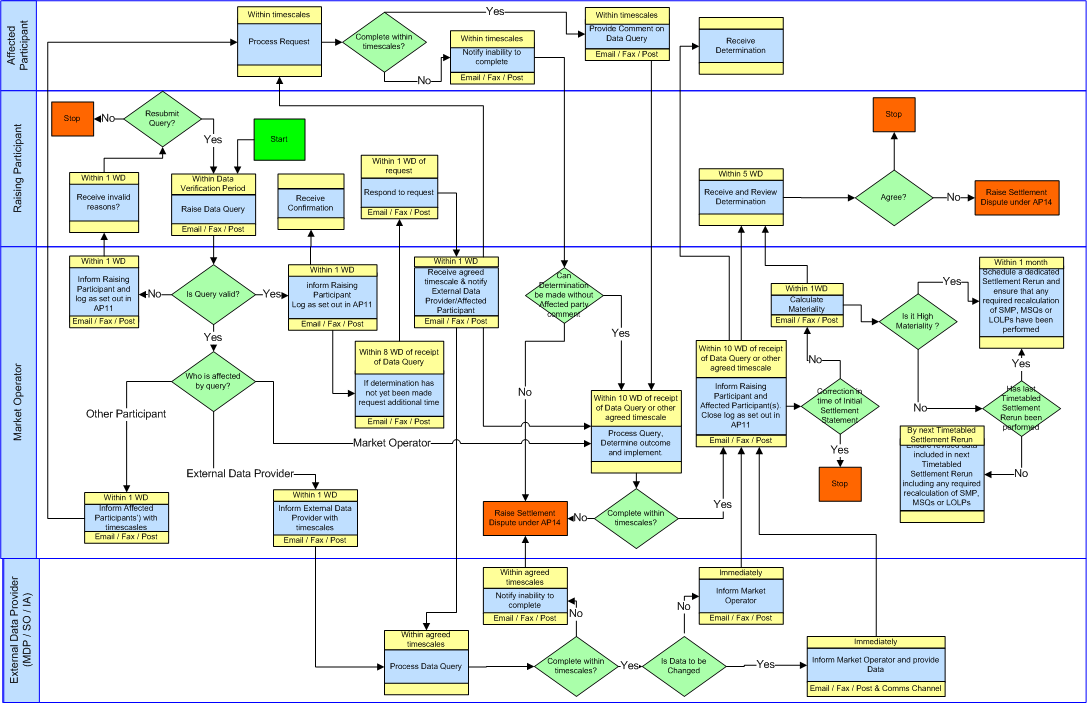 Affected
Participant
Within timescales
Process Request
Complete within
timescales?
Yes
No
Within timescales
Notify inability to
complete
Email / Fax / Post
Within timescales
Provide Comment on
Data Query
Email / Fax / Post
Receive
Determination
Raising Participant
Stop
No
Resubmit
Query?
Yes
Start
Within 1 WD
Receive invalid
reasons?
Within Data
Verification Period
Raise Data Query
Email / Fax / Post
Receive
Confirmation
Within 1 WD of
request
Respond to request
Email / Fax / Post
Within 5 WD
Receive and Review
Determination
Stop
Agree?
No
Raise Settlement
Dispute under AP14
Market Operator
Within 1 WD
Inform Raising
Participant and
log as set out in
AP11
Email / Fax / Post
No
Is Query valid?
Yes
Yes
Within 1 WD
inform Raising
Participant
Log as set out in AP11
Email / Fax / Post
Within 8 WD of receipt
of Data Query
If determination has
not yet been made
request additional time
Email / Fax / Post
Within 1 WD
Receive agreed
timescale & notify
External Data
Provider/Affected
Participant
Email / Fax / Post
Can
Determination
be made without
Affected party
comment
Yes
No
Who is affected
by query?
Other Participant
Market Operator
External Data Provider
Within 1 WD
Inform Affected
Participants') with
timescasles
Email / Fax / Post
Within 1 WD
Inform External Data
Provider with
timescales
Email / Fax / Post
Within 10 WD of receipt
of Data Query or other
agreed timescale
Process Query,
Determine outcome
and implement.
Raise Settlement
Dispute under AP14
No
Complete within
timescales?
Yes
Within 10 WD of receipt
of Data Query or other
agreed timescale
Inform Raising
Participant and
Affected Participant(s).
Close log as set out in
AP11
Email / Fax / Post
Within 1WD
Calculate
Materiality
Email / Fax / Post
No
Correction in
time of Initial
Settlement
Statement
Yes
Stop
Is it High
Materiality ?
Yes
No
Within 1 month
Schedule a dedicated
Settlement Rerun and
ensure that any
required recalculation
of SMP, MSQs or
LOLPs have been
performed
Yes
Has last
Timetabled
Settlement
Rerun been
performed
No
By next Timetabled
Settlement Rerun
Ensure revised data
included in next
Timetabled
Settlement Rerun
including any required
recalculation of SMP,
MSQs or LOLPs
External Data Provider
(MDP / SO / IA)
Within agreed
timescales
Process Data Query
Within agreed
timescales
Notify inability to
complete
Email / Fax / Post
No
Complete within
timescales?
Yes
Is Data to be
Changed
No
Immediately
Inform Market
Operator
Email / Fax / Post
Yes
Immediately
Inform Market Operator and provide
Data
Email / Fax / Post & Comms Channel